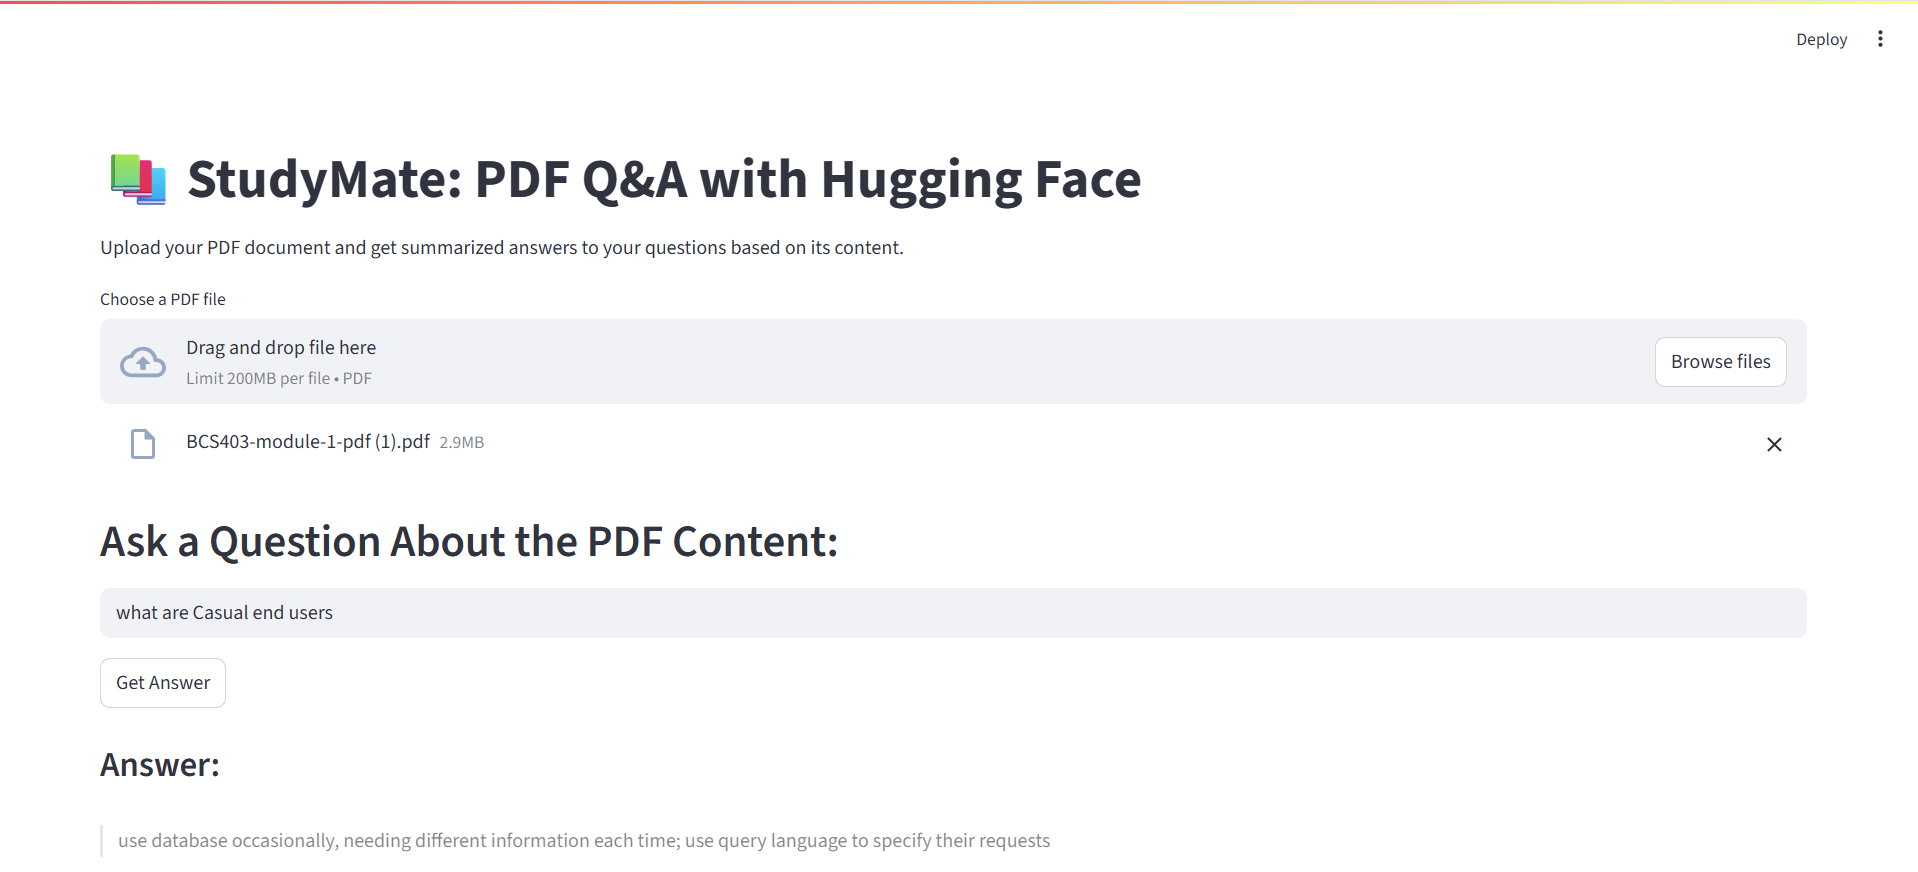 Deploy
StudyMate: PDF Q&A with Hugging Face
Upload your PDF document and get summarized answers to your questions based on its content.
Choose a PDF file
Drag and drop file here
Limit 200MB per file • PDF
Browse files
BCS403-module-1-pdf (1).pdf 2.9MB
Ask a Question About the PDF Content:
what are Casual end users
Get Answer
Answer:
use database occasionally, needing different information each time; use query language to specify their requests